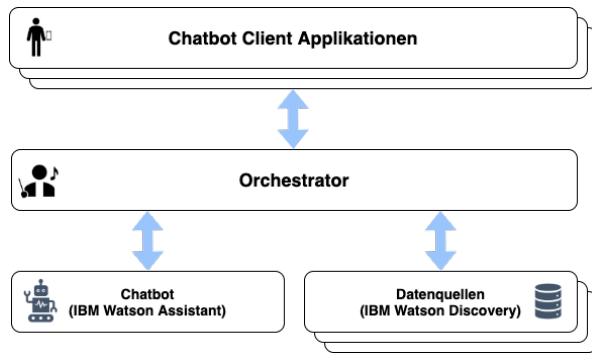 Chatbot Client Applikationen
Orchestrator
Chatbot
(IBM Watson Assistant)
Datenquellen
(IBM Watson Discovery)